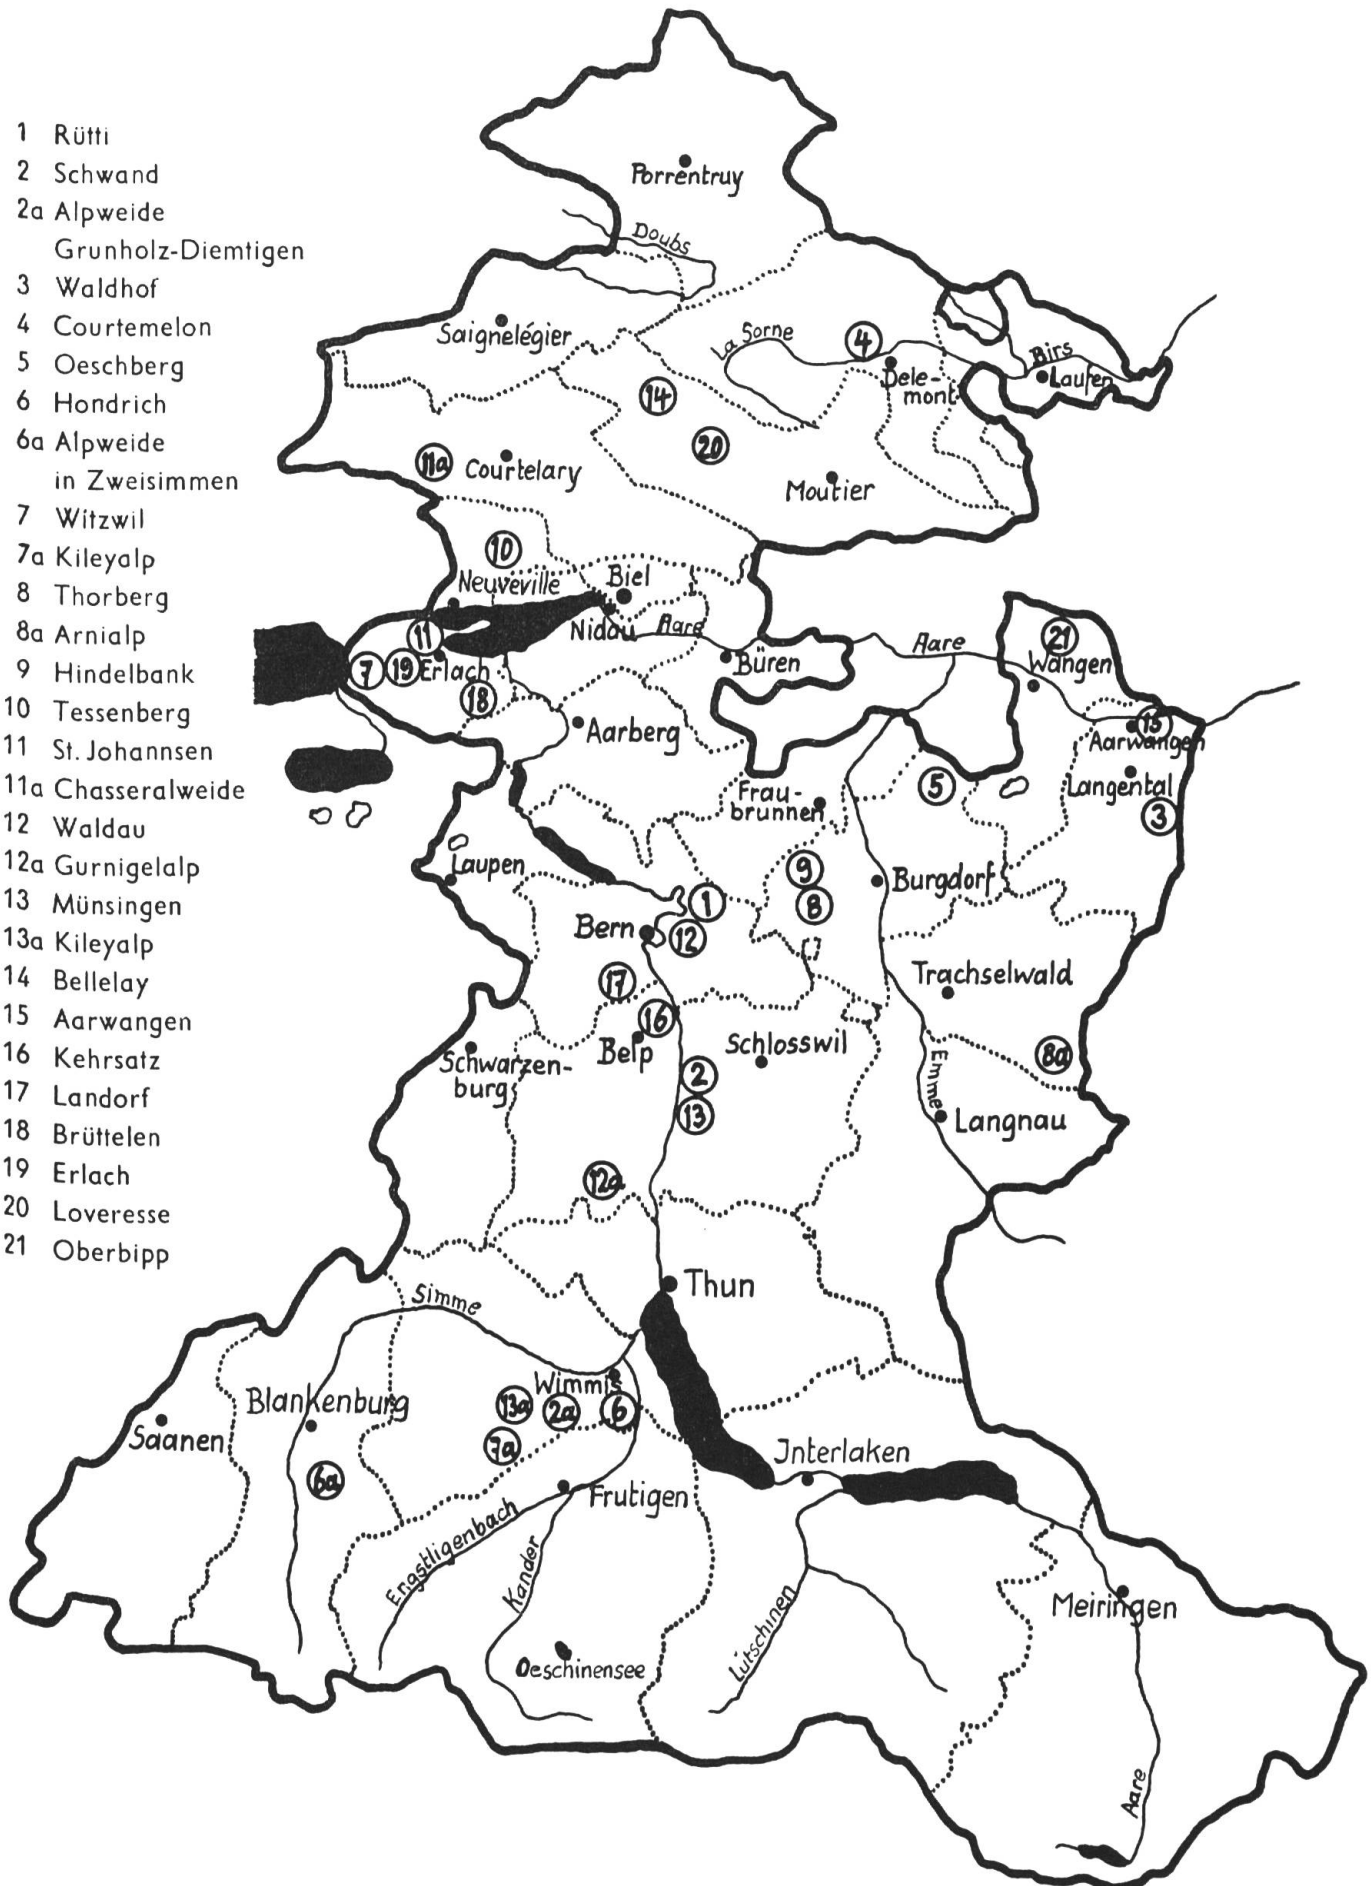 1 Rütti
2 Schwand
2a Alpweide
Grunholz-Diemtigen
3 Waldhof
4 Courtemelon
5 Oeschberg
6 Hondrich
6a Alpweide
in Zweisimmen
7 Witzwil
7a Kileyalp
8 Thorberg
8a Arnialp
9 Hindelbank
10 Tessenberg
11 St. Johannsen
11a Chasseralweide
12 Waldau
12a Gurnigelalp
13 Münsingen
13a Kileyalp
14 Bellelay
15 Aarwangen
16 Kehrsatz
17 Landorf
18 Brüttelen
19 Erlach
20 Loveresse
21 Oberbipp
Porrentruy
Doubs
Saignelégier
La Sorne
4
Birs
Dele-
mont
Laufen
14
20
11a
Courtelary
Moutier
10
Neuveville
Biel
Nidau
Aare
11
7
19
Erlach
18
Büren
Aare
21
Wangen
Aarberg
15
Aarwangen
Langental
3
5
Frau-
brunnen
Laupen
9
8
Burgdorf
1
Bern
12
17
Trachselwald
16
Belp
Schlosswil
Schwarzen-
burg
8a
2
13
Emme
Langnau
12a
Thun
Simme
Wimmis
Blankenburg
13a
2a
6
7a
Saanen
6a
Interlaken
Frutigen
Engstligenbach
Kander
Lütschinen
Meiringen
Oeschinensee
Aare